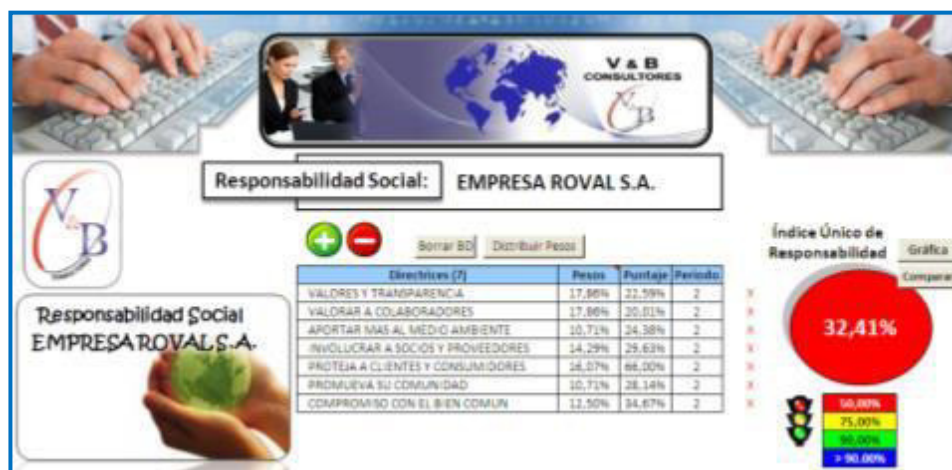 V & B
CONSULTORES
V&B
Responsabilidad Social: EMPRESA ROVAL S.A.
V&B
Borrar BD Distribuir Pesos
Índice Único de
Responsabilidad
Gráfica
Comparar
Directrices (7) Pesos Puntaje Periodo
VALORES Y TRANSPARENCIA 17,86% 22,59% 2 X
VALORAR A COLABORADORES 17,86% 20,01% 2 X
APORTAR MAS AL MEDIO AMBIENTE 10,71% 24,38% 2 X
INVOLUCRAR A SOCIOS Y PROVEEDORES 14,29% 29,63% 2 X
PROTEJA A CLIENTES Y CONSUMIDORES 16,07% 66,00% 2 X
PROMUEVA SU COMUNIDAD 10,71% 28,14% 2 X
COMPROMISO CON EL BIEN COMUN 12,50% 34,67% 2 X
32,41%
50,00%
75,00%
90,00%
> 90.00%
Responsabilidad Social
EMPRESA ROVAL S.A.